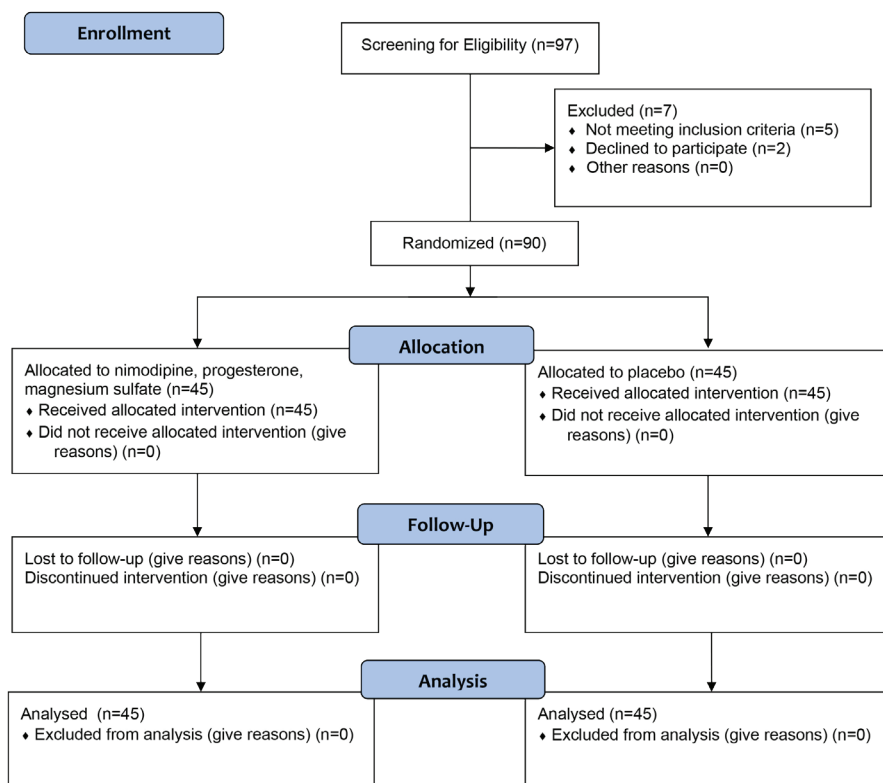 Enrollment
Screening for Eligibility (n=97)
Excluded (n=7)
♦ Not meeting inclusion criteria (n=5)
♦ Declined to participate (n=2)
♦ Other reasons (n=0)
Randomized (n=90)
Allocation
Allocated to nimodipine, progesterone,
magnesium sulfate (n=45)
♦ Received allocated intervention (n=45)
♦ Did not receive allocated intervention (give
reasons) (n=0)
Allocated to placebo (n=45)
♦ Received allocated intervention (n=45)
♦ Did not receive allocated intervention (give
reasons) (n=0)
Follow-Up
Lost to follow-up (give reasons) (n=0)
Discontinued intervention (give reasons) (n=0)
Lost to follow-up (give reasons) (n=0)
Discontinued intervention (give reasons) (n=0)
Analysis
Analysed (n=45)
♦ Excluded from analysis (give reasons) (n=0)
Analysed (n=45)
♦ Excluded from analysis (give reasons) (n=0)